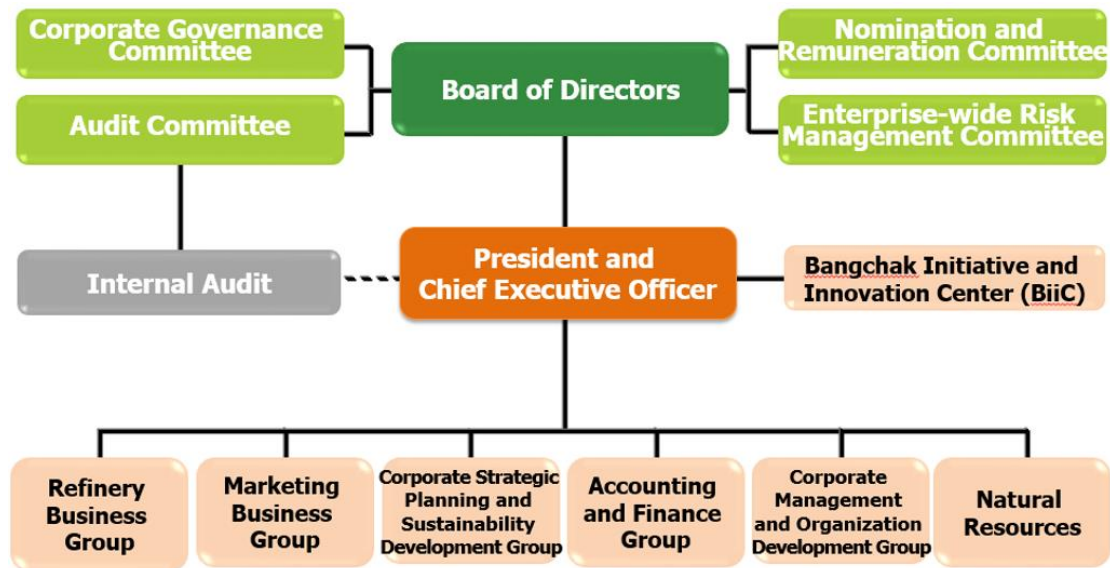 Corporate Governance
Committee
Audit Committee
Board of Directors
Nomination and
Remuneration Committee
Enterprise-wide Risk
Management Committee
Internal Audit
President and
Chief Executive Officer
Bangchak Initiative and
Innovation Center (BiiC)
Refinery
Business
Group
Marketing
Business
Group
Corporate Strategic
Planning and
Sustainability
Development Group
Accounting
and Finance
Group
Corporate
Management
and Organization
Development Group
Natural
Resources